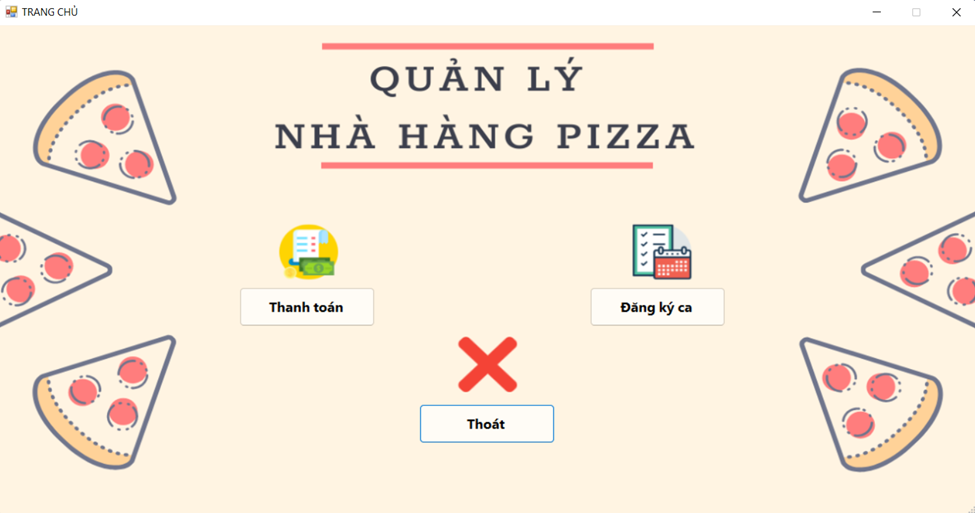 TRANG CHỦ
QUẢN LÝ
NHÀ HÀNG PIZZA
Thanh toán
Đăng ký ca
Thoát